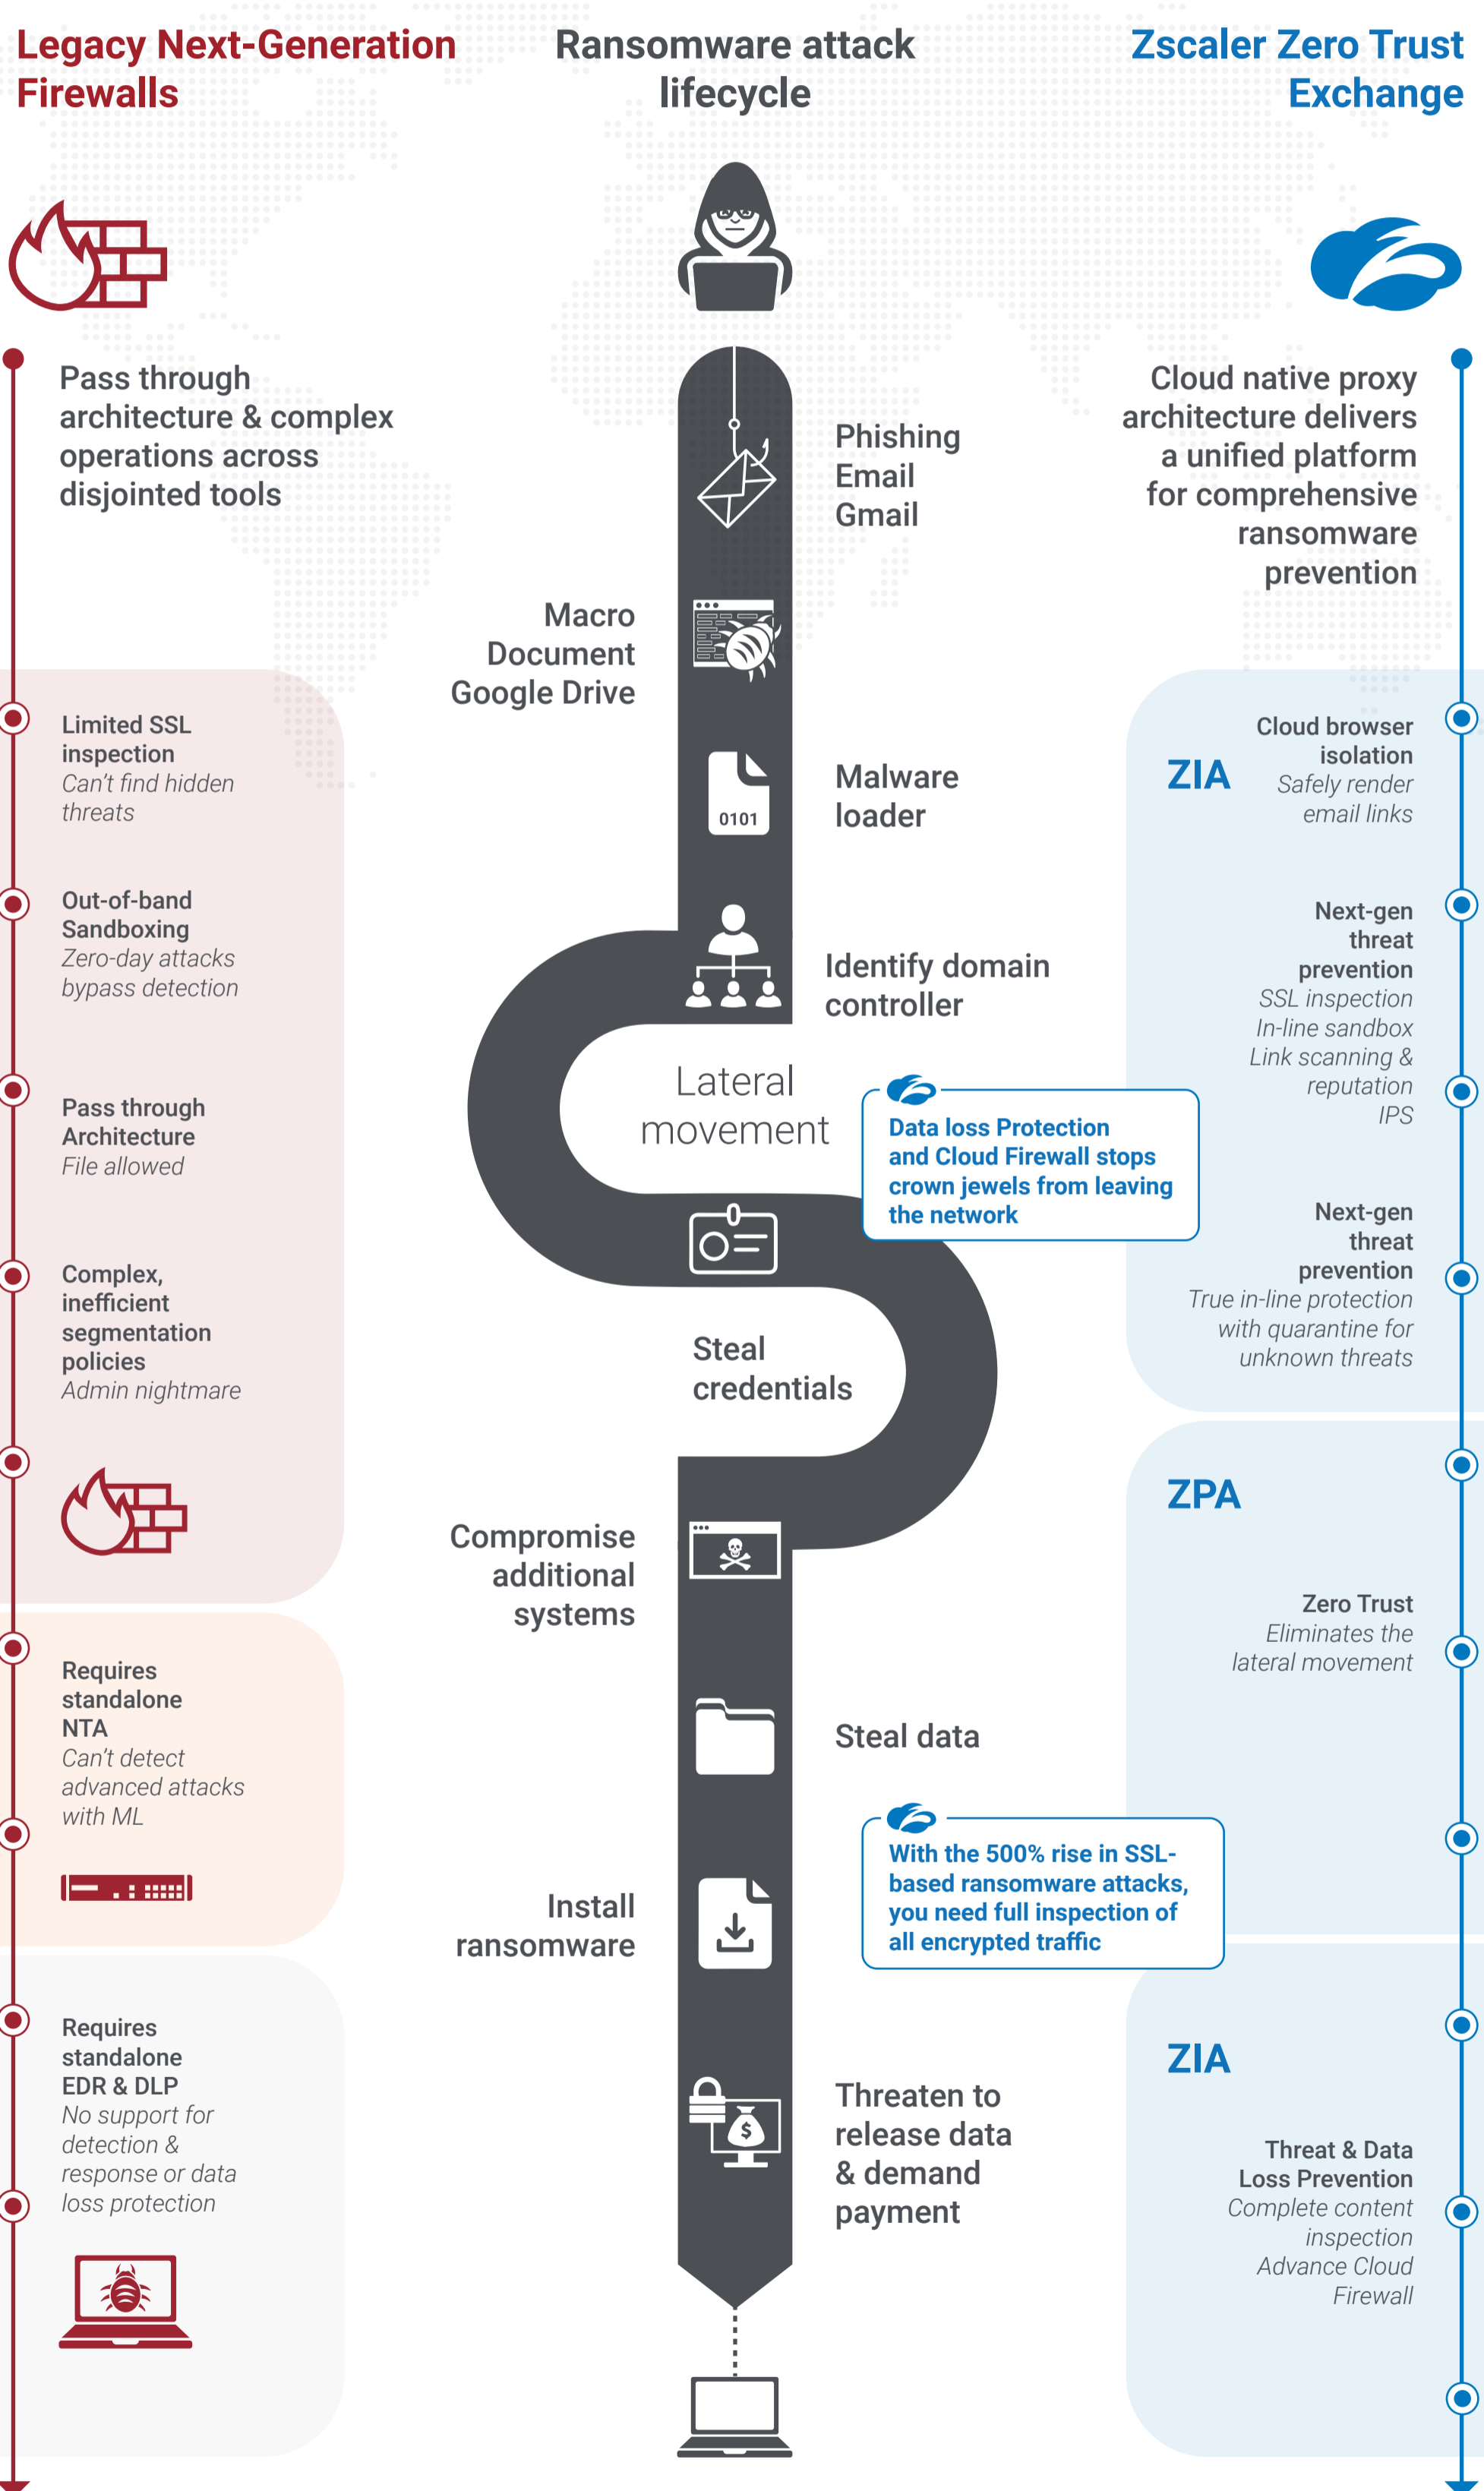 Legacy Next-Generation
Firewalls
Ransomware attack
lifecycle
Zscaler Zero Trust
Exchange
Pass through
architecture & complex
operations across
disjointed tools
Limited SSL
inspection
Can't find hidden
threats
Out-of-band
Sandboxing
Zero-day attacks
bypass detection
Pass through
Architecture
File allowed
Complex,
inefficient
segmentation
policies
Admin nightmare
Requires
standalone
NTA
Can't detect
advanced attacks
with ML
Requires
standalone
EDR & DLP
No support for
detection &
response or data
loss protection
Phishing
Email
Gmail
Macro
Document
Google Drive
0101
Malware
loader
Identify domain
controller
Lateral
movement
Data loss Protection
and Cloud Firewall stops
crown jewels from leaving
the network
Steal
credentials
Compromise
additional
systems
Steal data
With the 500% rise in SSL-
based ransomware attacks,
you need full inspection of
all encrypted traffic
Install
ransomware
$
Threaten to
release data
& demand
payment
Cloud native proxy
architecture delivers
a unified platform
for comprehensive
ransomware
prevention
ZIA
Cloud browser
isolation
Safely render
email links
Next-gen
threat
prevention
SSL inspection
In-line sandbox
Link scanning &
reputation
IPS
Next-gen
threat
prevention
True in-line protection
with quarantine for
unknown threats
ZPA
Zero Trust
Eliminates the
lateral movement
ZIA
Threat & Data
Loss Prevention
Complete content
inspection
Advance Cloud
Firewall